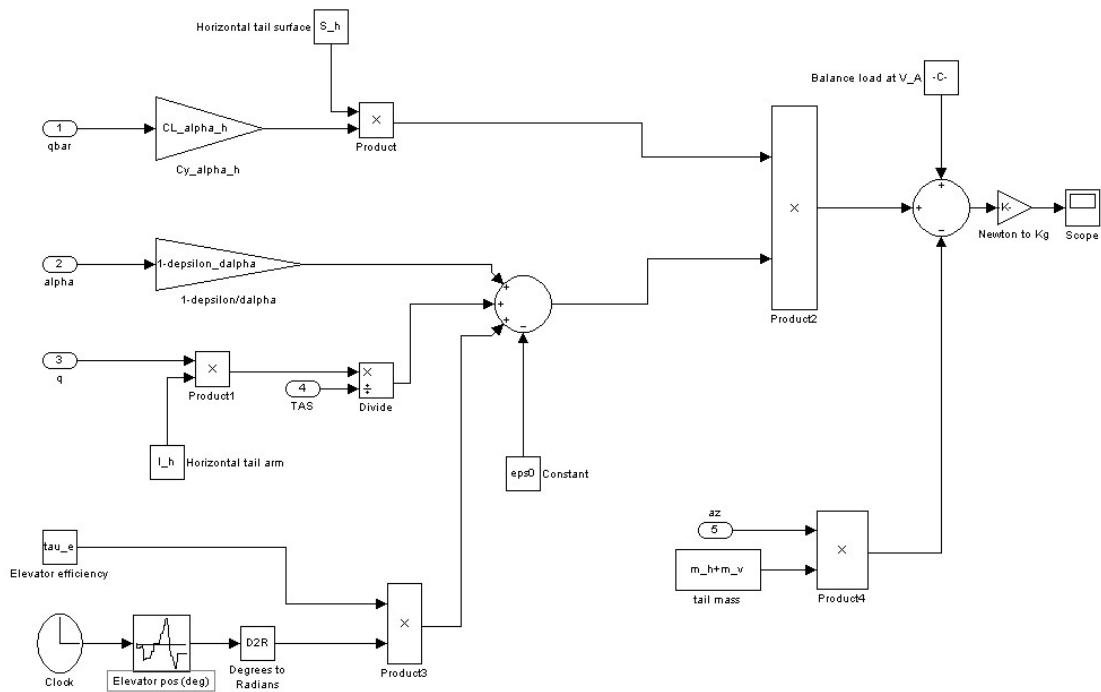 Horizontal tail surface
S_h
Balance load at V_A
-C-
1
qbar
CL_alpha_h
Cy_alpha_h
×
Product
×
Product2
+
+
−
K-
Newton to Kg
Scope
2
alpha
1-depsilon_dalpha
1-depsilon/dalpha
+
+
+
−
3
q
×
Product1
4
TAS
×
÷
Divide
l_h
Horizontal tail arm
eps0
Constant
az
5
m_h+m_v
tail mass
×
Product4
tau_e
Elevator efficiency
Clock
Elevator pos (deg)
D2R
Degrees to
Radians
×
Product3